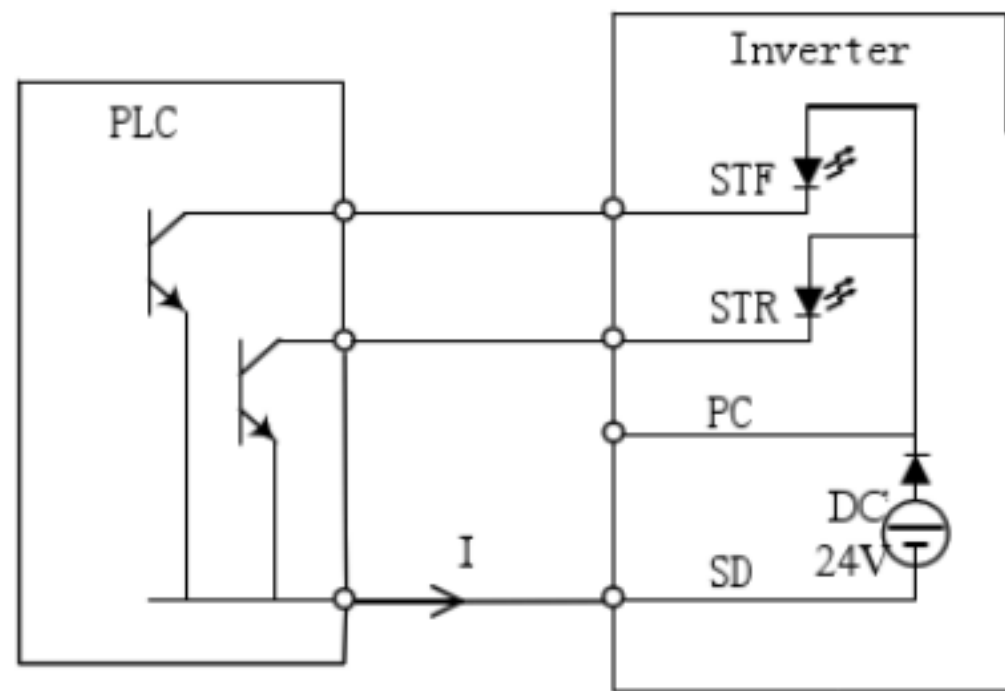 Inverter
PLC
STF
STR
PC
DC
24V
I
SD